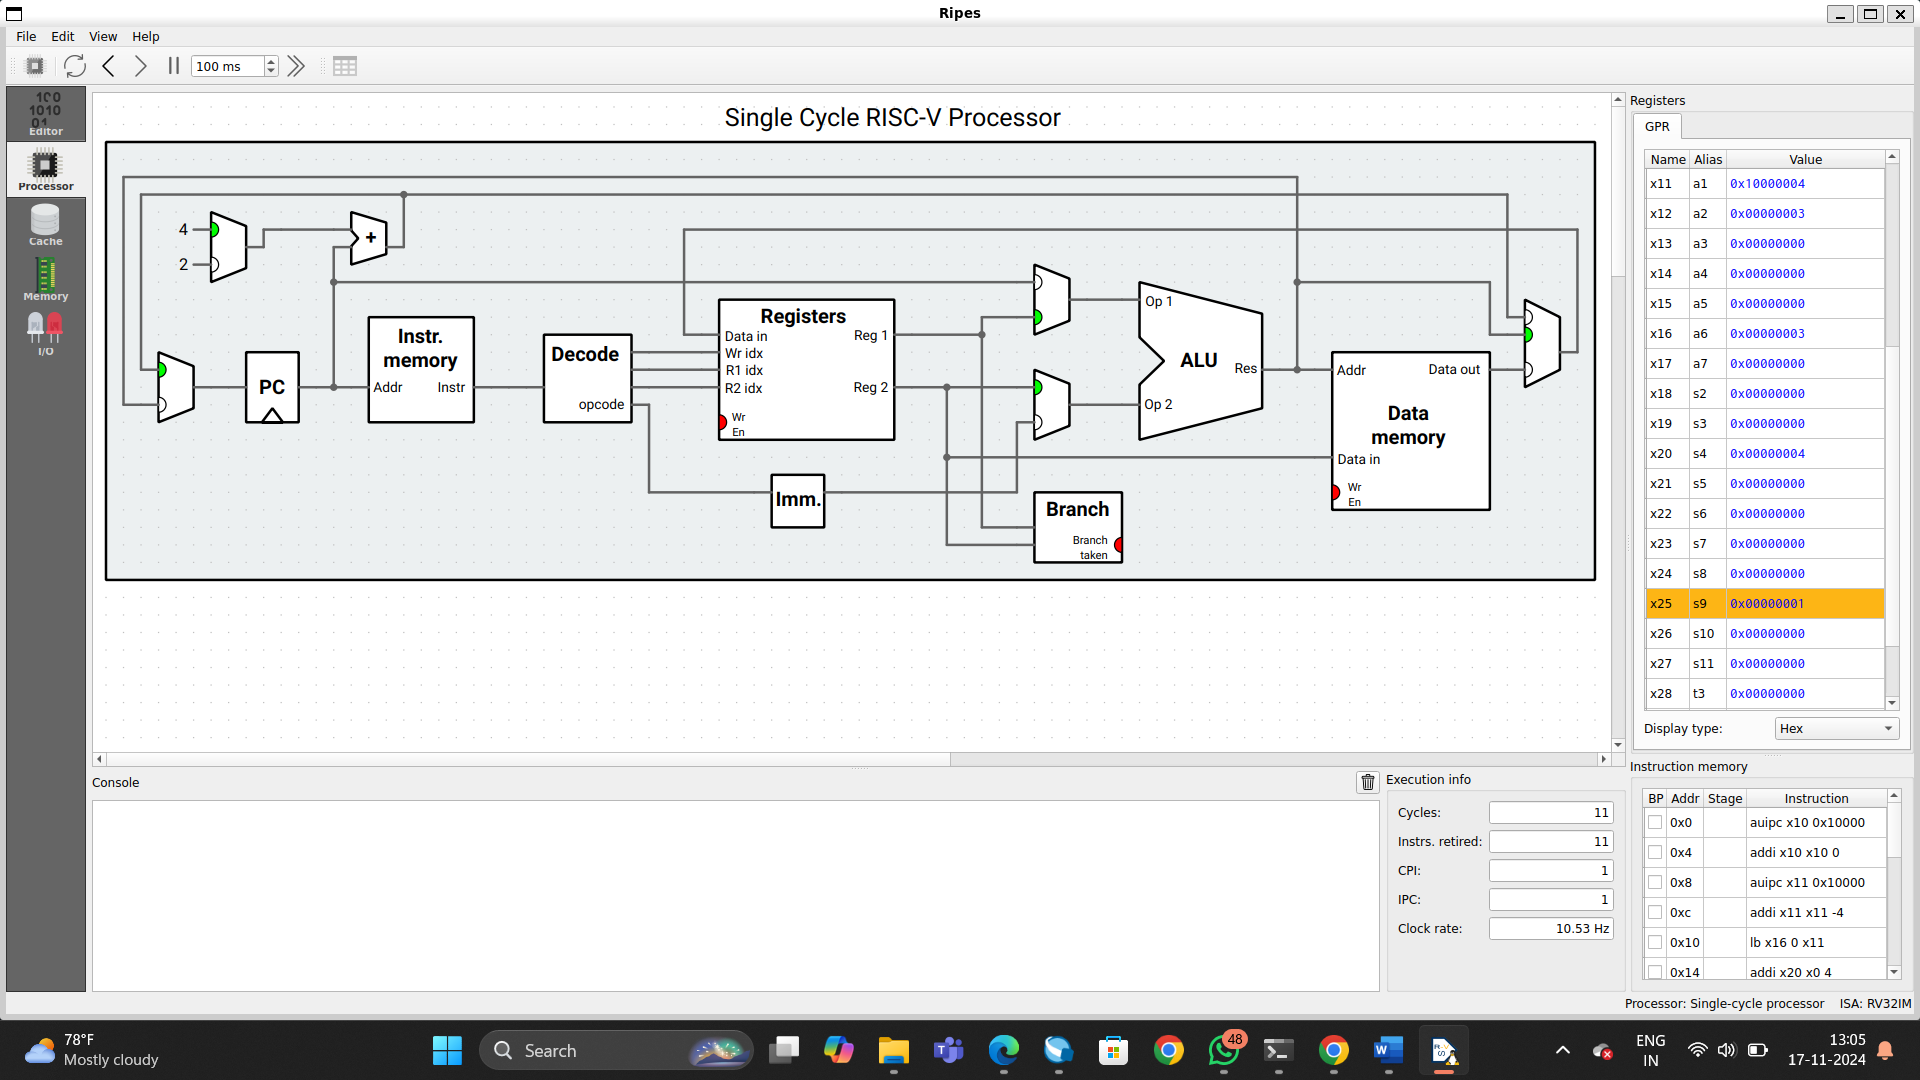 Ripes
File Edit View Help
100 ms
Editor
Processor
Cache
Memory
I/O
Single Cycle RISC-V Processor
4
2
+
PC
Instr. memory
Addr Instr
Decode
opcode
Registers
Data in Reg 1
Wr idx
R1 idx
R2 idx Reg 2
Wr
En
Imm.
Op 1
ALU
Res
Op 2
Branch
Branch
taken
Addr Data out
Data
memory
Data in
Wr
En
Registers
GPR
Name Alias Value
x11 a1 0x10000004
x12 a2 0x00000003
x13 a3 0x00000000
x14 a4 0x00000000
x15 a5 0x00000000
x16 a6 0x00000003
x17 a7 0x00000000
x18 s2 0x00000000
x19 s3 0x00000000
x20 s4 0x00000004
x21 s5 0x00000000
x22 s6 0x00000000
x23 s7 0x00000000
x24 s8 0x00000000
x25 s9 0x00000001
x26 s10 0x00000000
x27 s11 0x00000000
x28 t3 0x00000000
Display type: Hex
Console
Execution info
Cycles: 11
Instrs. retired: 11
CPI: 1
IPC: 1
Clock rate: 10.53 Hz
Instruction memory
BP Addr Stage Instruction
0x0 auipc x10 0x10000
0x4 addi x10 x10 0
0x8 auipc x11 0x10000
0xc addi x11 x11 -4
0x10 lb x16 0 x11
0x14 addi x20 x0 4
Processor: Single-cycle processor ISA: RV32IM
78°F
Mostly cloudy
Search
48
ENG
IN
13:05
17-11-2024